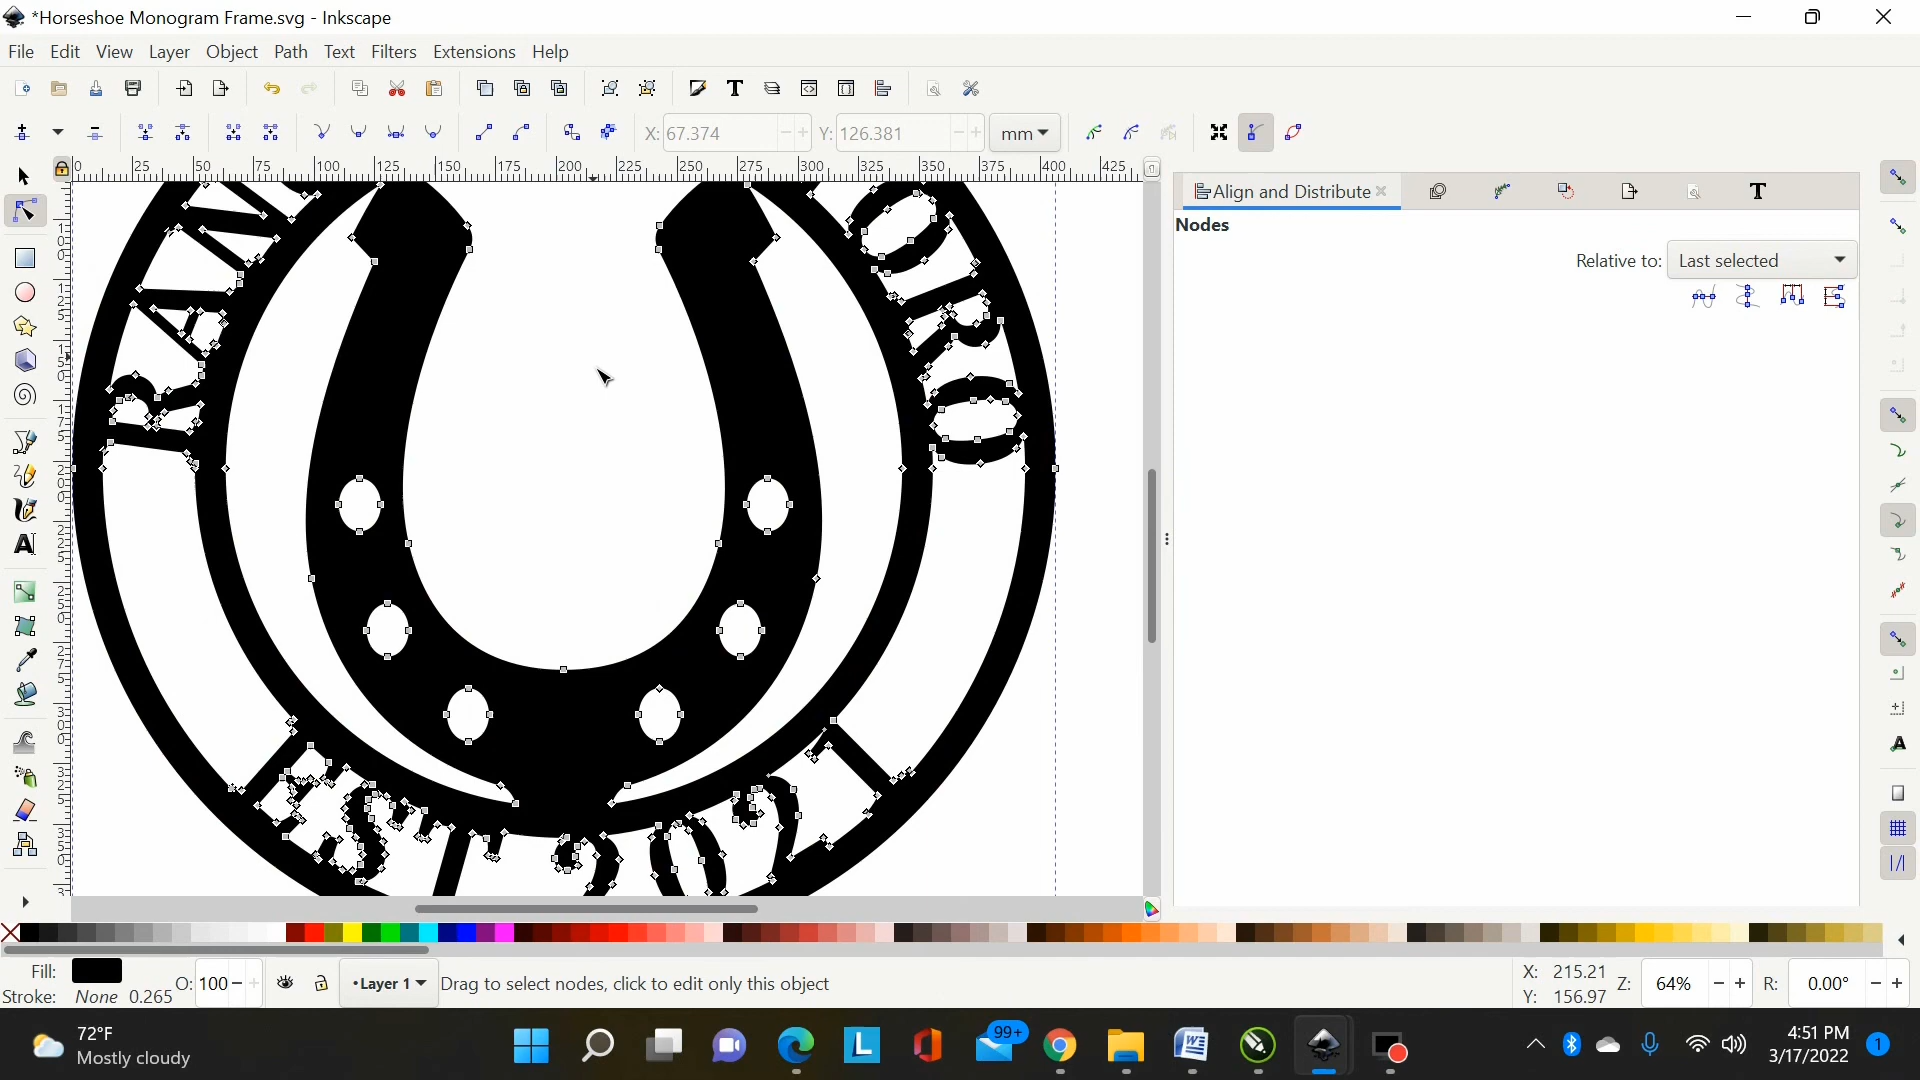 *Horseshoe Monogram Frame.svg - Inkscape
File Edit View Layer Object Path Text Filters Extensions Help
X: 67.374 Y: 126.381 mm
0 25 50 75 100 125 150 175 200 225 250 275 300 325 350 375 400 425
Align and Distribute
Nodes
Relative to: Last selected
EST 2021
Fill:
Stroke: None 0.265 O: 100
•Layer 1
Drag to select nodes, click to edit only this object
X: 215.21
Y: 156.97
Z: 64% R: 0.00°
72°F
Mostly cloudy
99+
4:51 PM
3/17/2022
1